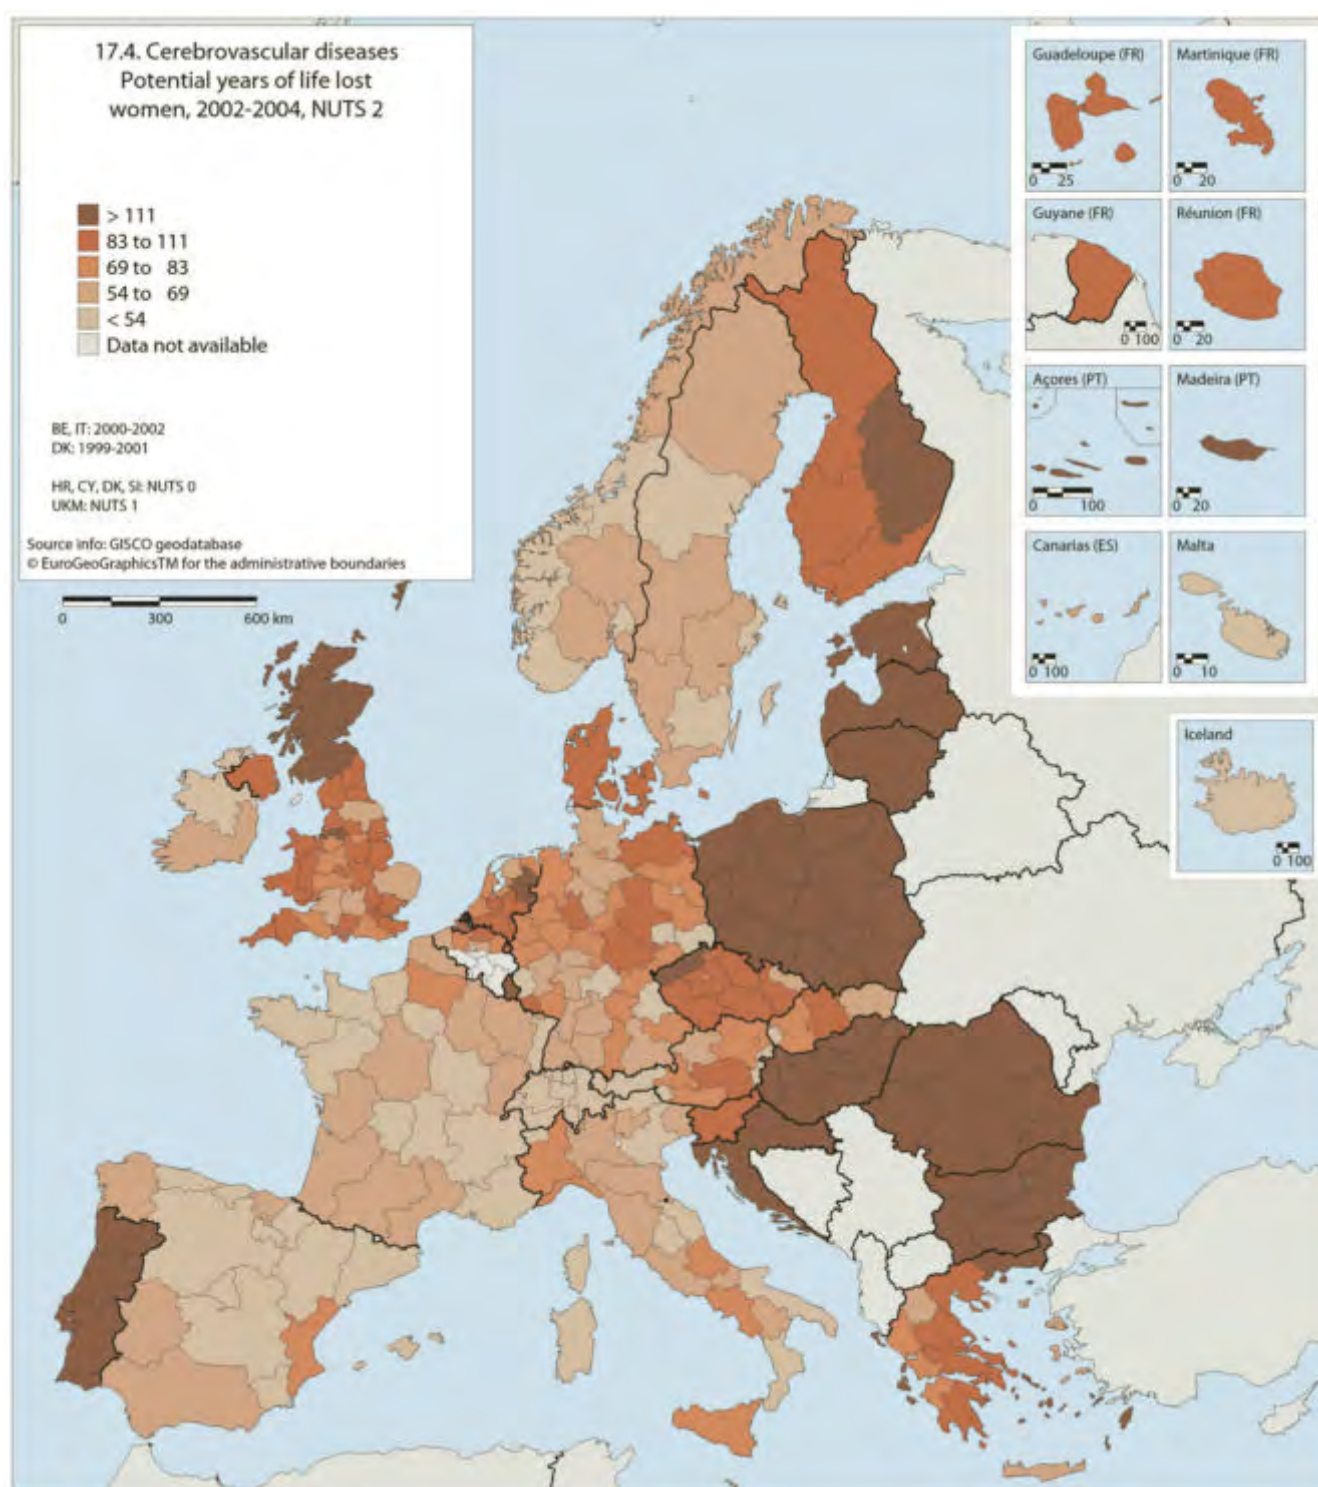 17.4. Cerebrovascular diseases
Potential years of life lost
women, 2002-2004, NUTS 2
> 111
83 to 111
69 to 83
54 to 69
< 54
Data not available
BE, IT: 2000-2002
DK: 1999-2001
HR, CY, DK, SI: NUTS 0
UKM: NUTS 1
Source info: GISCO geodatabase
© EuroGeoGraphicsTM for the administrative boundaries
0 300 600 km
Guadeloupe (FR)
0 25
Martinique (FR)
0 20
Guyane (FR)
0 100
Réunion (FR)
0 20
Açores (PT)
0 100
Madeira (PT)
0 20
Canarias (ES)
0 100
Malta
0 10
Iceland
0 100